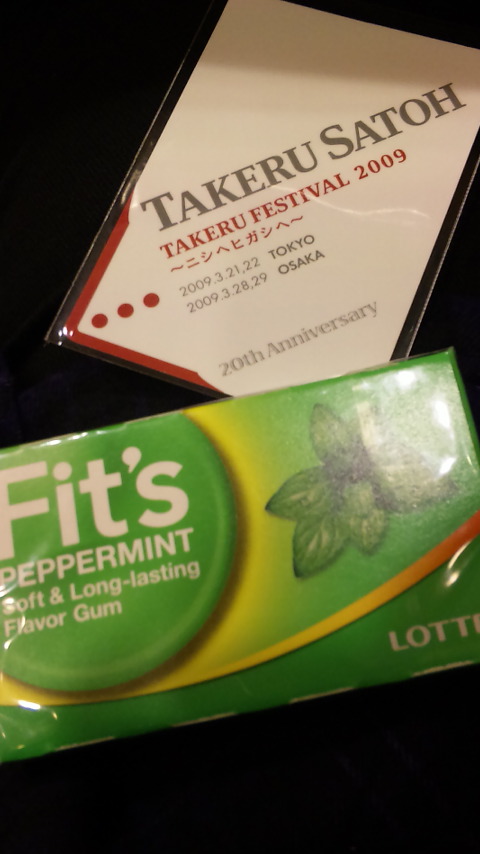 TAKERU SATOH
TAKERU FESTIVAL 2009
～ニシヘヒガシヘ～
2009.3.21,22 TOKYO
2009.3.28,29 OSAKA
20th Anniversary
Fit's
PEPPERMINT
Soft & Long-lasting
Flavor Gum
LOTTE